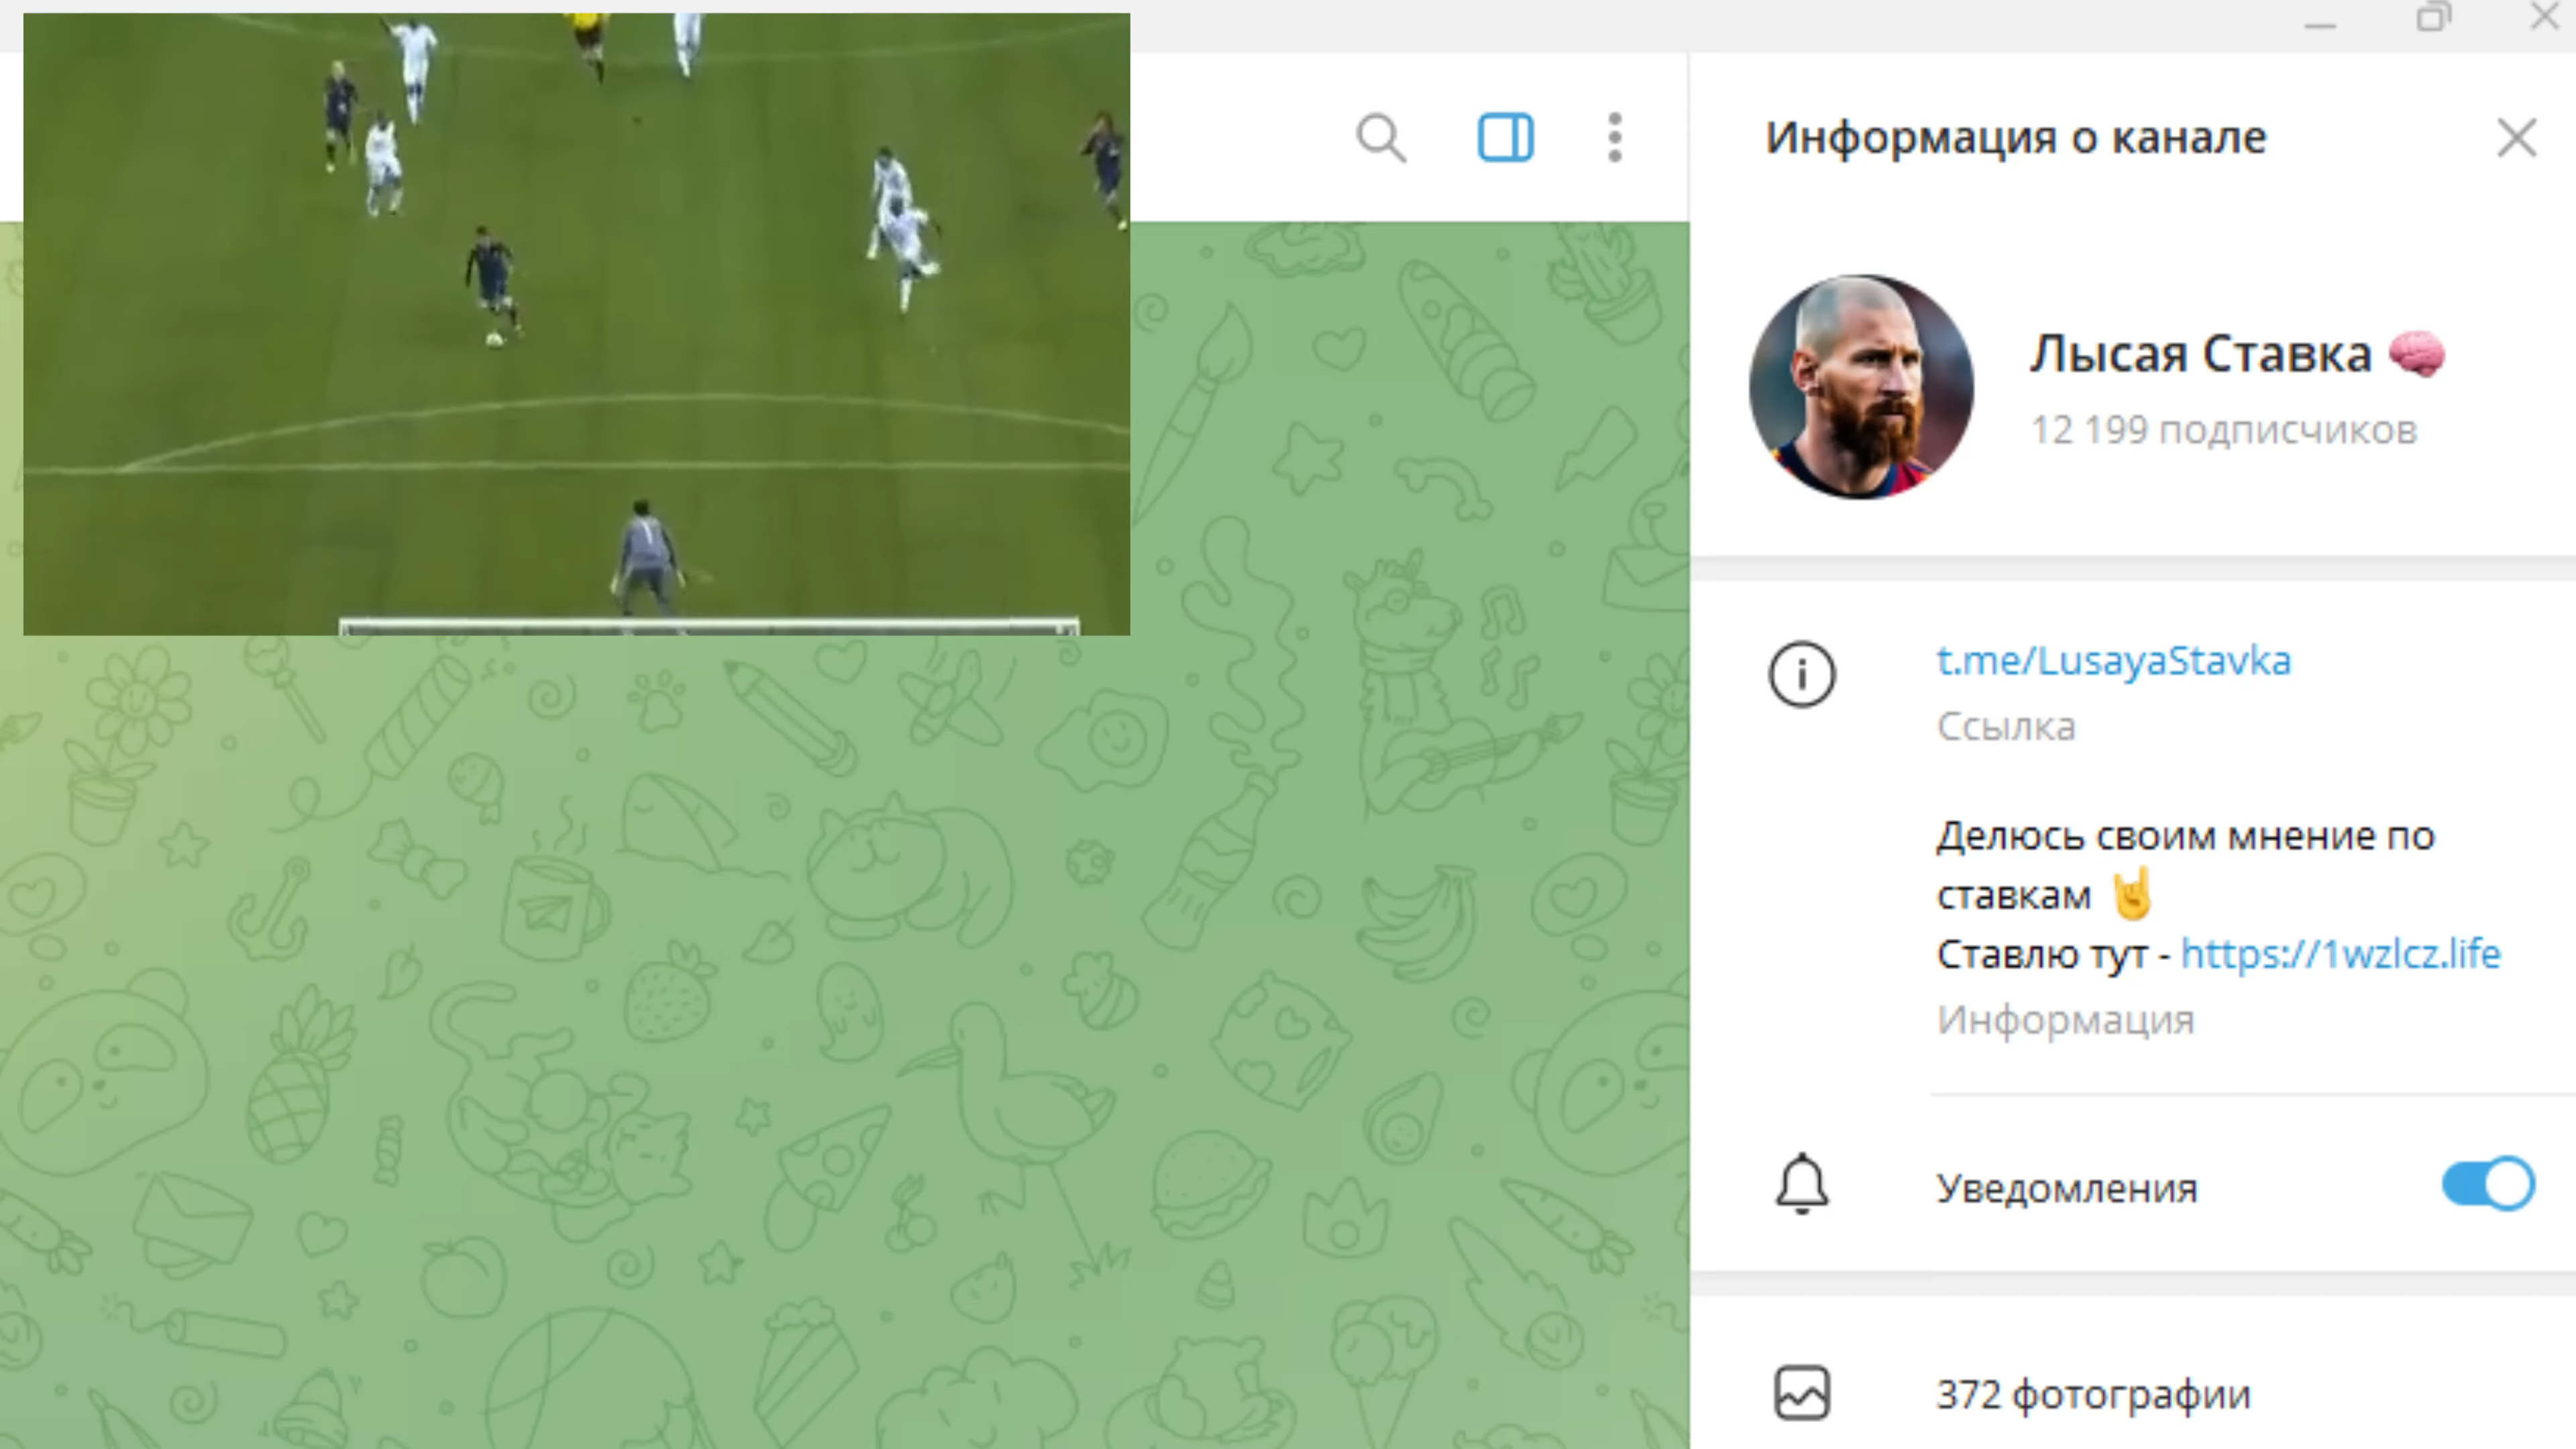 Информация о канале
Лысая Ставка
12 199 подписчиков
t.me/LusayaStavka
Ссылка
Делюсь своим мнение по
ставкам
Ставлю тут - https://1wzlcz.life
Информация
Уведомления
372 фотографии